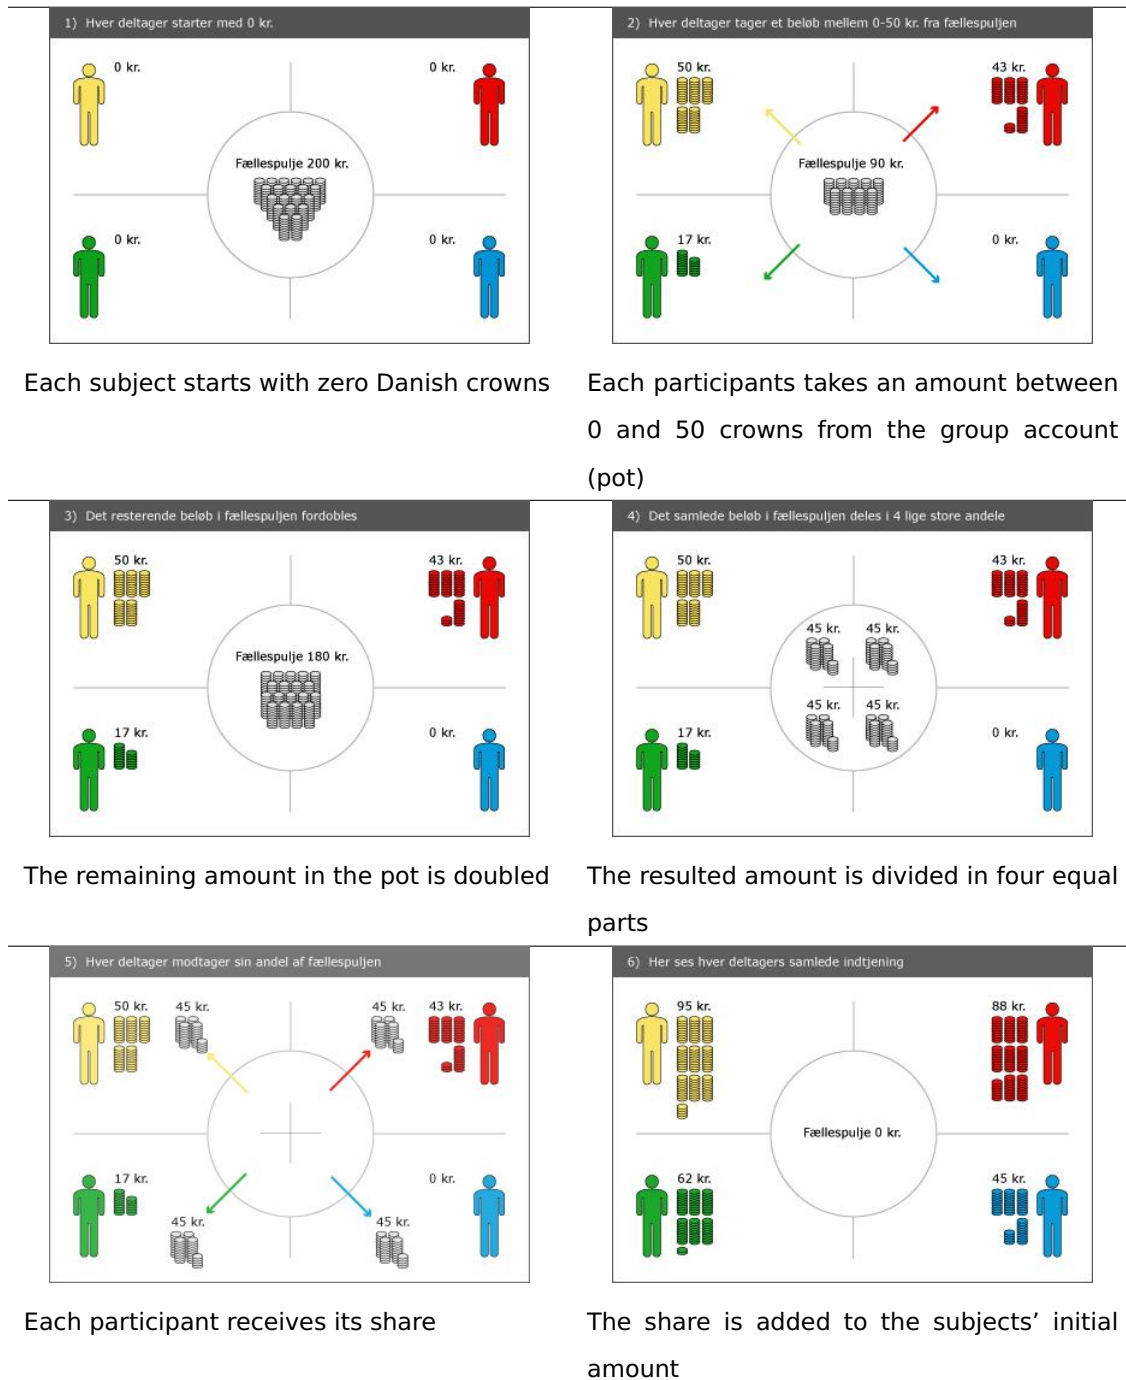 1) Hver deltager starter med 0 kr.
0 kr.
0 kr.
Fællespulje 200 kr.
0 kr.
0 kr.
Each subject starts with zero Danish crowns
2) Hver deltager tager et beløb mellem 0-50 kr. fra fællespuljen
50 kr.
43 kr.
Fællespulje 90 kr.
17 kr.
0 kr.
Each participants takes an amount between
0 and 50 crowns from the group account
(pot)
3) Det resterende beløb i fællespuljen fordobles
50 kr.
43 kr.
Fællespulje 180 kr.
17 kr.
0 kr.
The remaining amount in the pot is doubled
4) Det samlede beløb i fællespuljen deles i 4 lige store andele
50 kr.
43 kr.
45 kr.
45 kr.
45 kr.
45 kr.
17 kr.
0 kr.
The resulted amount is divided in four equal
parts
5) Hver deltager modtager sin andel af fællespuljen
50 kr.
45 kr.
45 kr.
43 kr.
17 kr.
0 kr.
45 kr.
45 kr.
Each participant receives its share
6) Her ses hver deltagers samlede indtjening
95 kr.
88 kr.
Fællespulje 0 kr.
62 kr.
45 kr.
The share is added to the subjects’ initial
amount